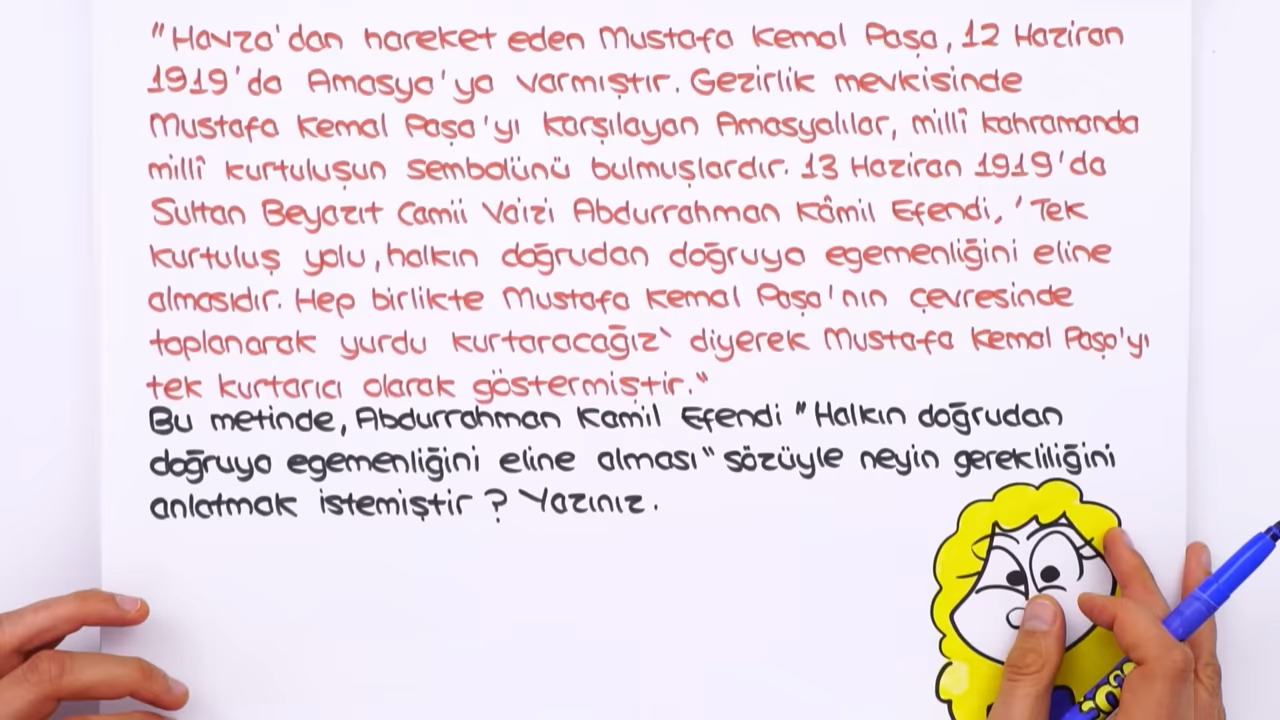 "Havza'dan hareket eden Mustafa Kemal Paşa, 12 Haziran
1919'da Amasya'ya varmıştır. Gezirlik mevkisinde
Mustafa Kemal Paşa'yı karşılayan Amasyalılar, millî kahramanda
millî kurtuluşun sembolünü bulmuşlardır. 13 Haziran 1919'da
Sultan Beyazıt Camii Vaizi Abdurrahman Kâmil Efendi, 'Tek
kurtuluş yolu, halkın doğrudan doğruya egemenliğini eline
almasıdır. Hep birlikte Mustafa Kemal Paşa'nın çevresinde
toplanarak yurdu kurtaracağız' diyerek Mustafa Kemal Paşa'yı
tek kurtarıcı olarak göstermiştir."
Bu metinde, Abdurrahman Kamil Efendi "Halkın doğrudan
doğruya egemenliğini eline alması" sözüyle neyin gerekliliğini
anlatmak istemiştir? Yazınız.